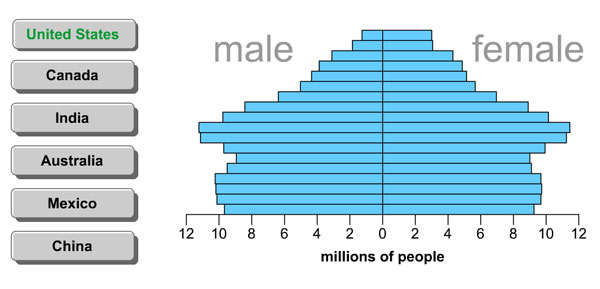 United States
Canada
India
Australia
Mexico
China
male female
12 10 8 6 4 2 0 2 4 6 8 10 12
millions of people